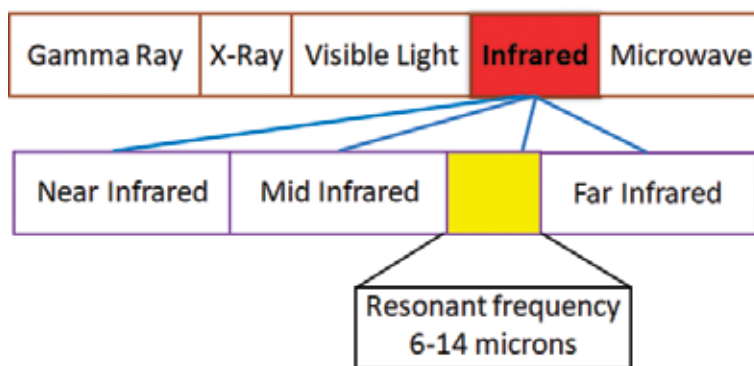 Gamma Ray X-Ray Visible Light Infrared Microwave
Near Infrared Mid Infrared Far Infrared
Resonant frequency
6-14 microns